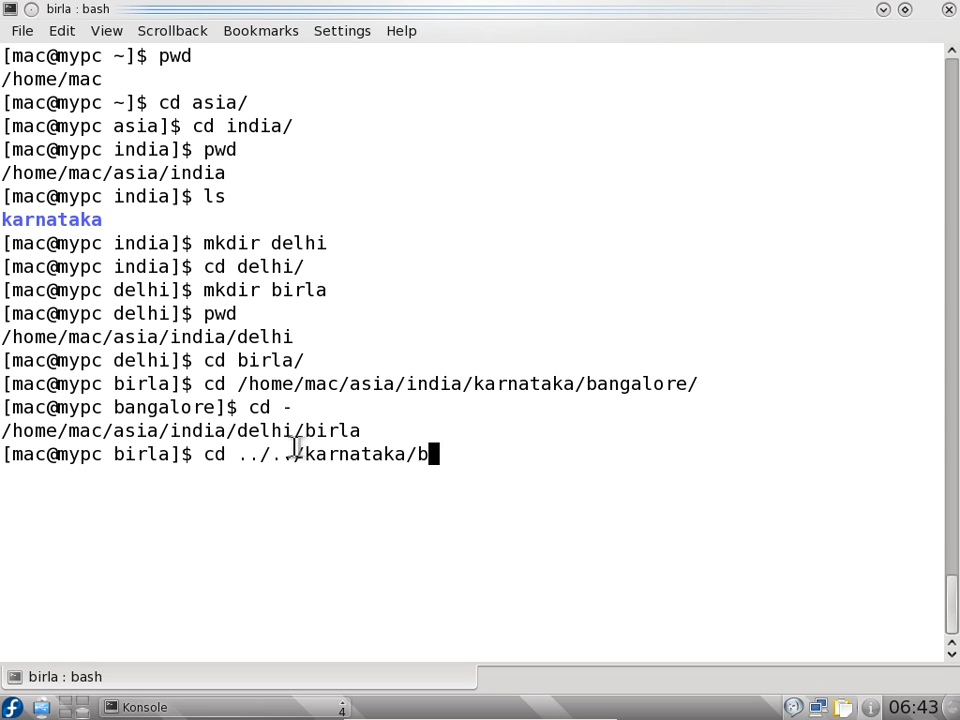 birla : bash
File Edit View Scrollback Bookmarks Settings Help
[mac@mypc ~]$ pwd
/home/mac
[mac@mypc ~]$ cd asia/
[mac@mypc asia]$ cd india/
[mac@mypc india]$ pwd
/home/mac/asia/india
[mac@mypc india]$ ls
karnataka
[mac@mypc india]$ mkdir delhi
[mac@mypc india]$ cd delhi/
[mac@mypc delhi]$ mkdir birla
[mac@mypc delhi]$ pwd
/home/mac/asia/india/delhi
[mac@mypc delhi]$ cd birla/
[mac@mypc birla]$ cd /home/mac/asia/india/karnataka/bangalore/
[mac@mypc bangalore]$ cd -
/home/mac/asia/india/delhi/birla
[mac@mypc birla]$ cd ../../karnataka/b
birla : bash
Konsole 4 06:43